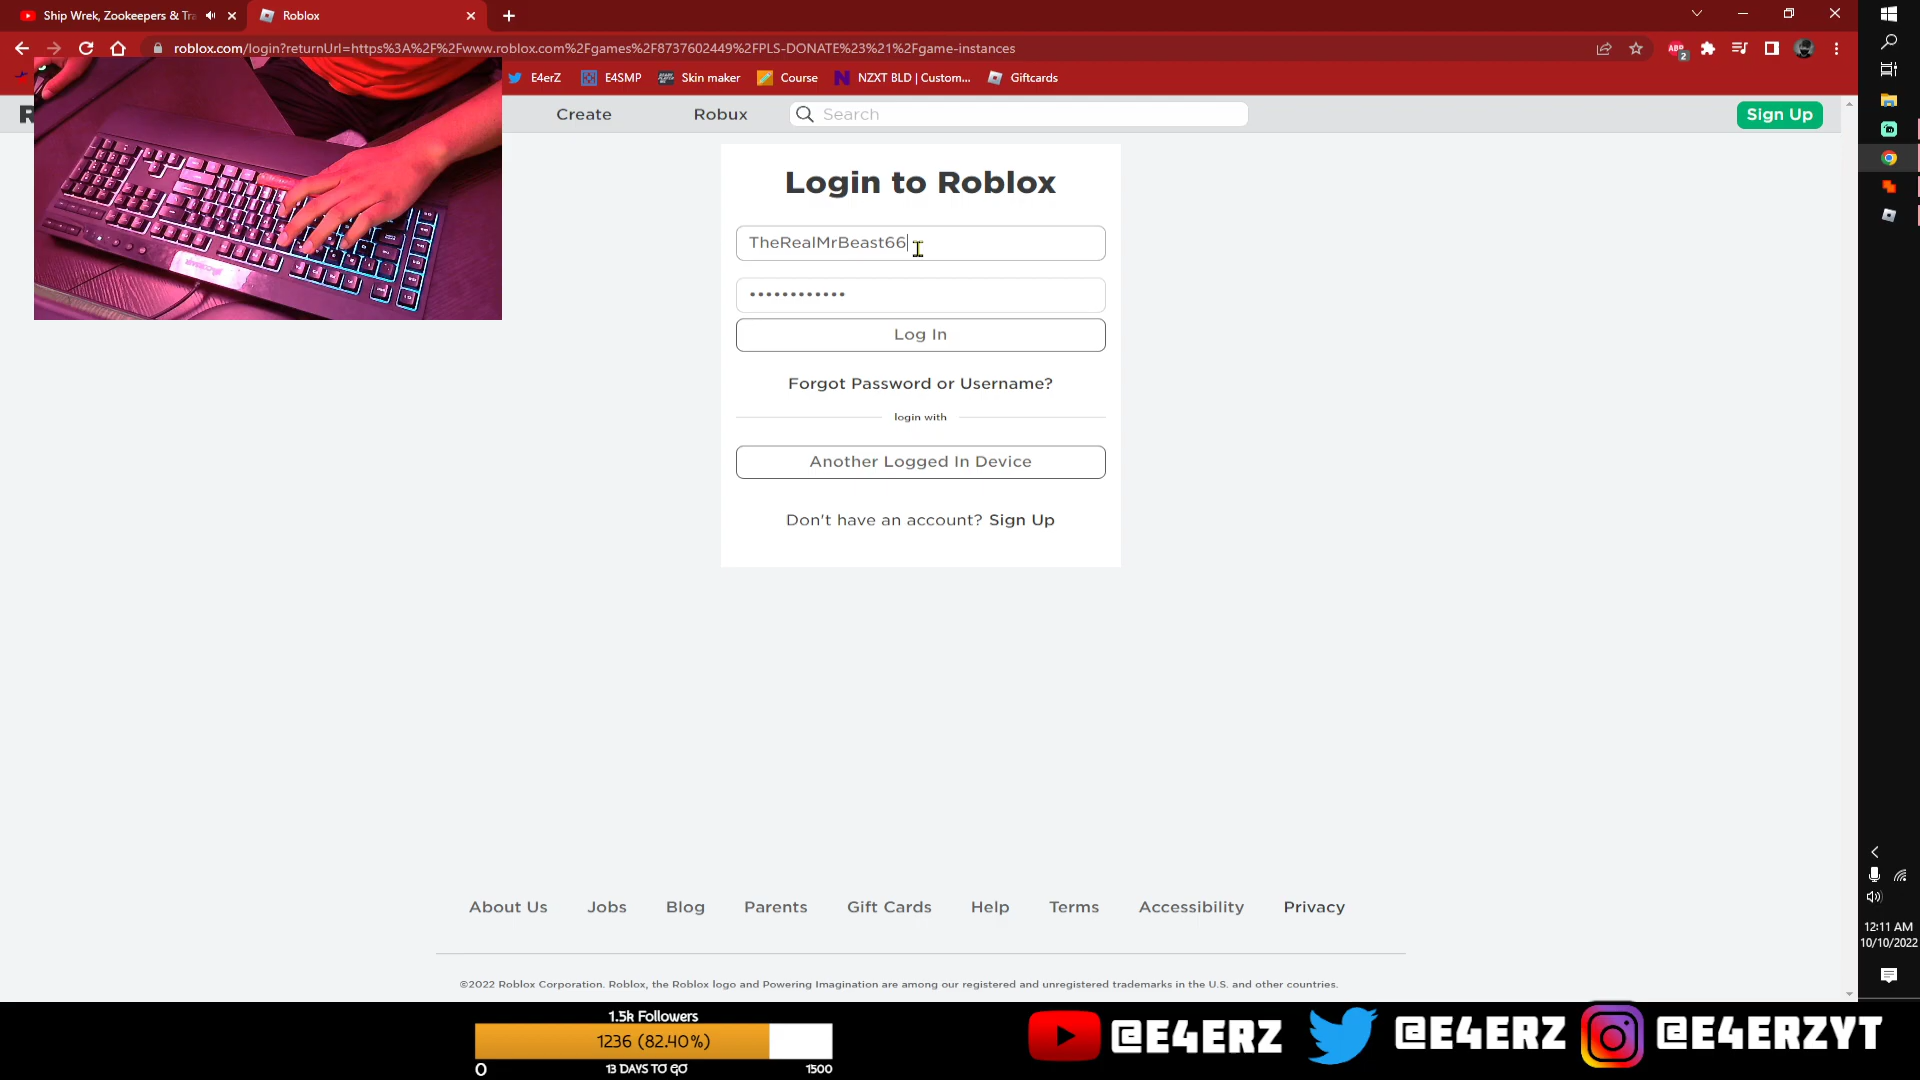 Ship Wrek, Zookeepers & Tra
Roblox
roblox.com/login?returnUrl=https%3A%2F%2Fwww.roblox.com%2Fgames%2F8737602449%2FPLS-DONATE%23%21%2Fgame-instances
ABP
2
E4erZ
E4SMP
Skin maker
Course
NZXT BLD | Custom...
Giftcards
R
Create
Robux
Search
Sign Up
Login to Roblox
TheRealMrBeast66
Log In
Forgot Password or Username?
login with
Another Logged In Device
Don't have an account? Sign Up
About Us
Jobs
Blog
Parents
Gift Cards
Help
Terms
Accessibility
Privacy
©2022 Roblox Corporation. Roblox, the Roblox logo and Powering Imagination are among our registered and unregistered trademarks in the U.S. and other countries.
12:11 AM
10/10/2022
1.5k Followers
1236 (82.40%)
0
13 DAYS TO GO
1500
@E4ERZ
@E4ERZ
@E4ERZYT